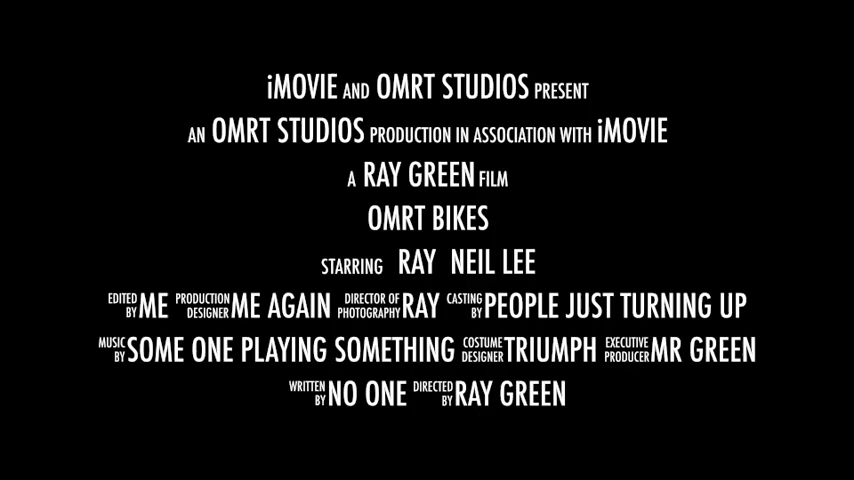 iMOVIE AND OMRT STUDIOS PRESENT
AN OMRT STUDIOS PRODUCTION IN ASSOCIATION WITH iMOVIE
A RAY GREEN FILM
OMRT BIKES
STARRING RAY NEIL LEE
EDITED BY ME PRODUCTION DESIGNER ME AGAIN DIRECTOR OF PHOTOGRAPHY RAY CASTING BY PEOPLE JUST TURNING UP
MUSIC BY SOME ONE PLAYING SOMETHING COSTUME DESIGNER TRIUMPH EXECUTIVE PRODUCER MR GREEN
WRITTEN BY NO ONE DIRECTED BY RAY GREEN